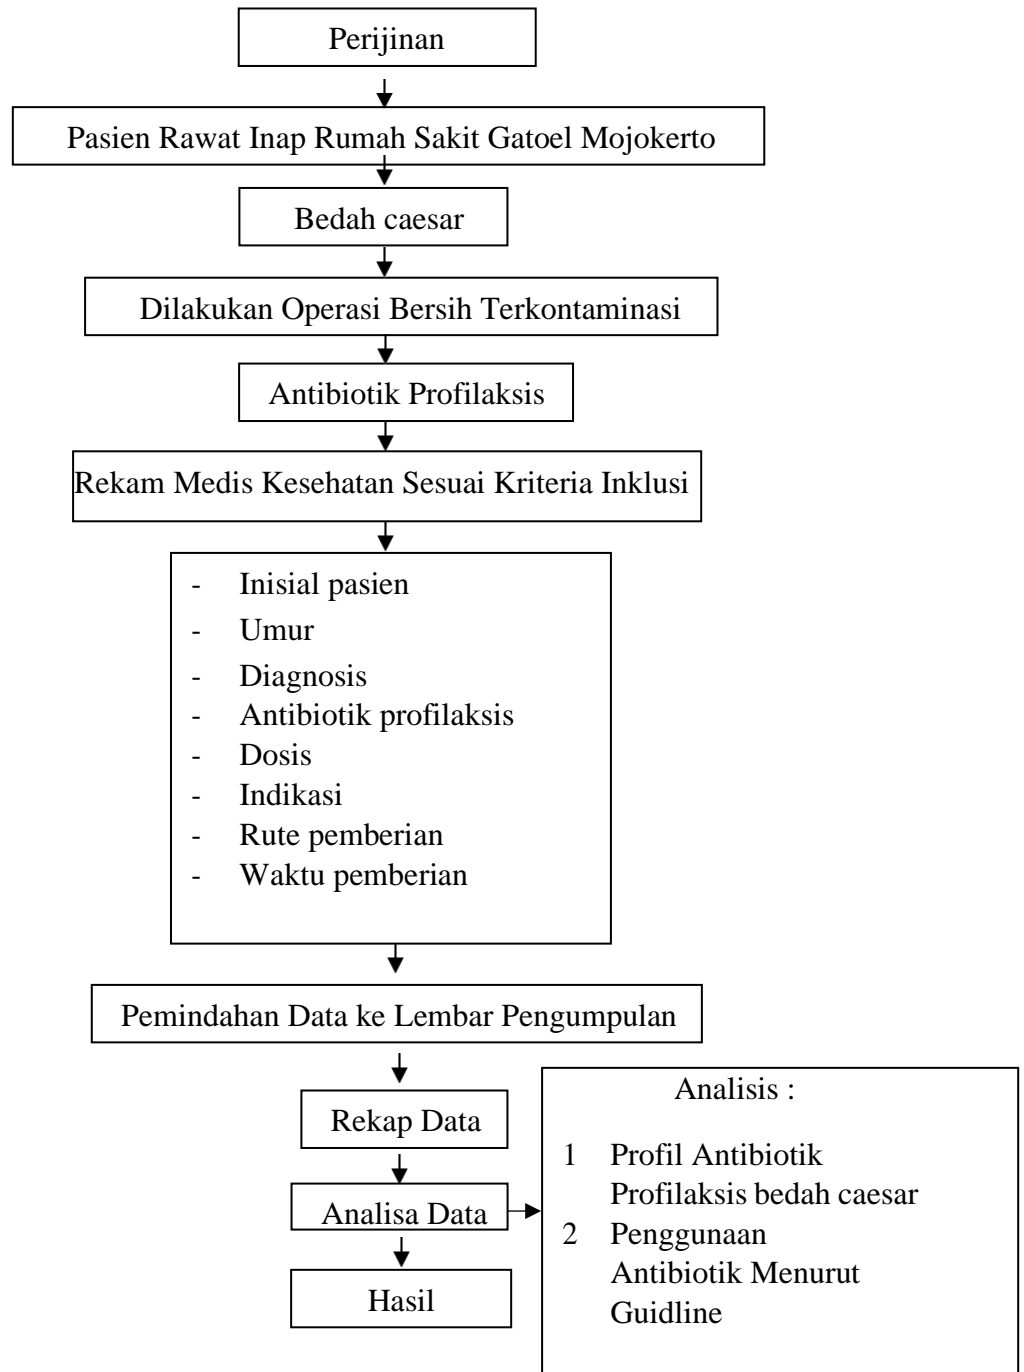 Perijinan
Pasien Rawat Inap Rumah Sakit Gatoel Mojokerto
Bedah caesar
Dilakukan Operasi Bersih Terkontaminasi
Antibiotik Profilaksis
Rekam Medis Kesehatan Sesuai Kriteria Inklusi
- Inisial pasien
- Umur
- Diagnosis
- Antibiotik profilaksis
- Dosis
- Indikasi
- Rute pemberian
- Waktu pemberian
Pemindahan Data ke Lembar Pengumpulan
Rekap Data
Analisa Data
Analisis :
1 Profil Antibiotik
Profilaksis bedah caesar
2 Penggunaan
Antibiotik Menurut
Guidline
Hasil